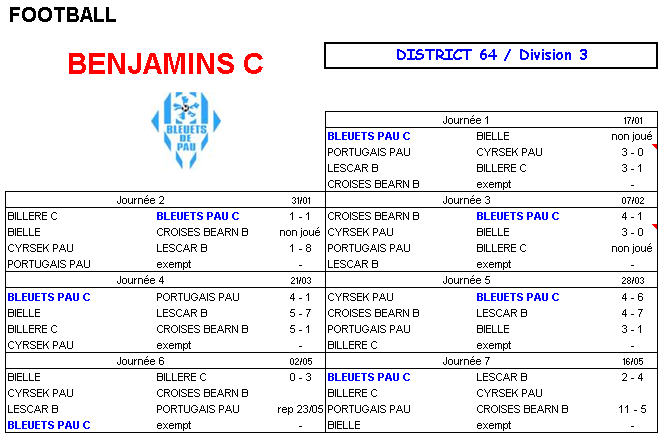 FOOTBALL
BENJAMINS C
DISTRICT 64 / Division 3
BLEUETS
DE
PAU
Journée 1 17/01
BLEUETS PAU C BIELLE non joué
PORTUGAIS PAU CYRSEK PAU 3 - 0
LESCAR B BILLERE C 3 - 1
CROISES BEARN B exempt -
Journée 2 31/01
BILLERE C BLEUETS PAU C 1 - 1
BIELLE CROISES BEARN B non joué
CYRSEK PAU LESCAR B 1 - 8
PORTUGAIS PAU exempt -
Journée 3 07/02
CROISES BEARN B BLEUETS PAU C 4 - 1
CYRSEK PAU BIELLE 3 - 0
PORTUGAIS PAU BILLERE C non joué
LESCAR B exempt -
Journée 4 21/03
BLEUETS PAU C PORTUGAIS PAU 4 - 1
BIELLE LESCAR B 5 - 7
BILLERE C CROISES BEARN B 5 - 1
CYRSEK PAU exempt -
Journée 5 28/03
CYRSEK PAU BLEUETS PAU C 4 - 6
CROISES BEARN B LESCAR B 4 - 7
PORTUGAIS PAU BIELLE 3 - 1
BILLERE C exempt -
Journée 6 02/05
BIELLE BILLERE C 0 - 3
CYRSEK PAU CROISES BEARN B
LESCAR B PORTUGAIS PAU rep 23/05
BLEUETS PAU C exempt -
Journée 7 16/05
BLEUETS PAU C LESCAR B 2 - 4
BILLERE C CYRSEK PAU
PORTUGAIS PAU CROISES BEARN B 11 - 5
BIELLE exempt -